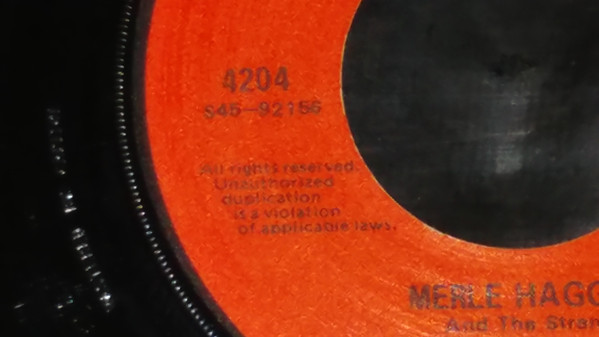 4204
S45-92156
All rights reserved.
Unauthorized
duplication
is a violation
of applicable laws.
MERLE HAGG
And The Stran